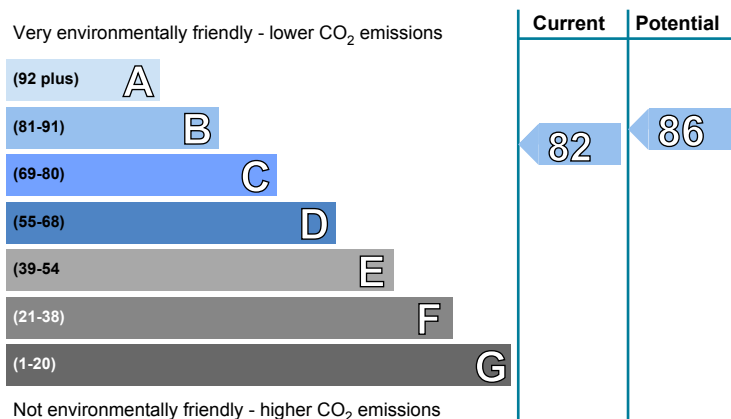 Very environmentally friendly - lower CO₂ emissions
Current
Potential
(92 plus) A
(81-91) B
82
86
(69-80) C
(55-68) D
(39-54 E
(21-38) F
(1-20) G
Not environmentally friendly - higher CO₂ emissions